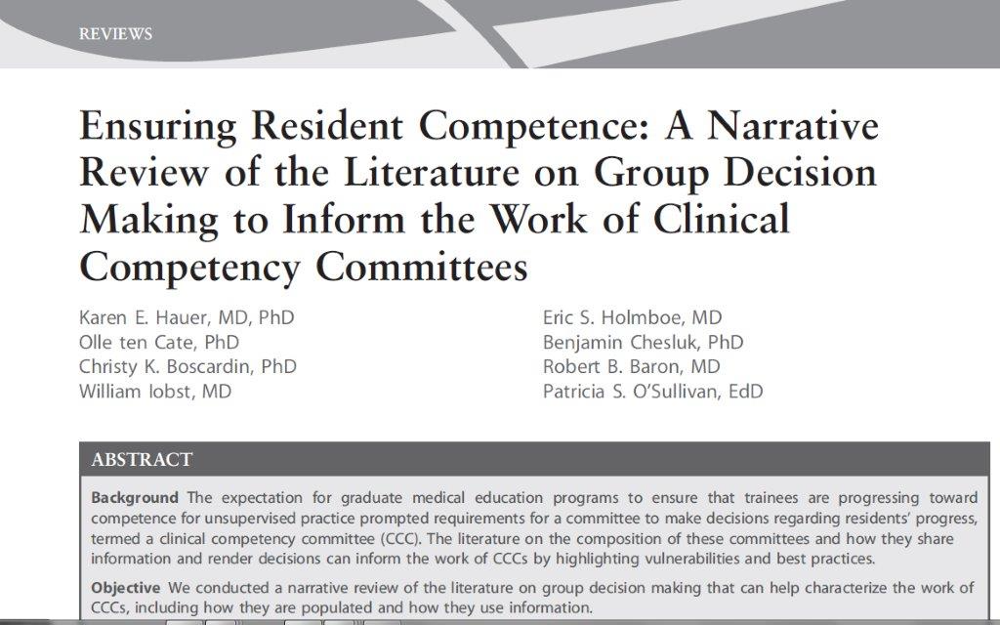 REVIEWS
Ensuring Resident Competence: A Narrative
Review of the Literature on Group Decision
Making to Inform the Work of Clinical
Competency Committees
Karen E. Hauer, MD, PhD
Olle ten Cate, PhD
Christy K. Boscardin, PhD
William Iobst, MD
Eric S. Holmboe, MD
Benjamin Chesluk, PhD
Robert B. Baron, MD
Patricia S. O'Sullivan, EdD
ABSTRACT
Background The expectation for graduate medical education programs to ensure that trainees are progressing toward
competence for unsupervised practice prompted requirements for a committee to make decisions regarding residents' progress,
termed a clinical competency committee (CCC). The literature on the composition of these committees and how they share
information and render decisions can inform the work of CCCs by highlighting vulnerabilities and best practices.
Objective We conducted a narrative review of the literature on group decision making that can help characterize the work of
CCCs, including how they are populated and how they use information.